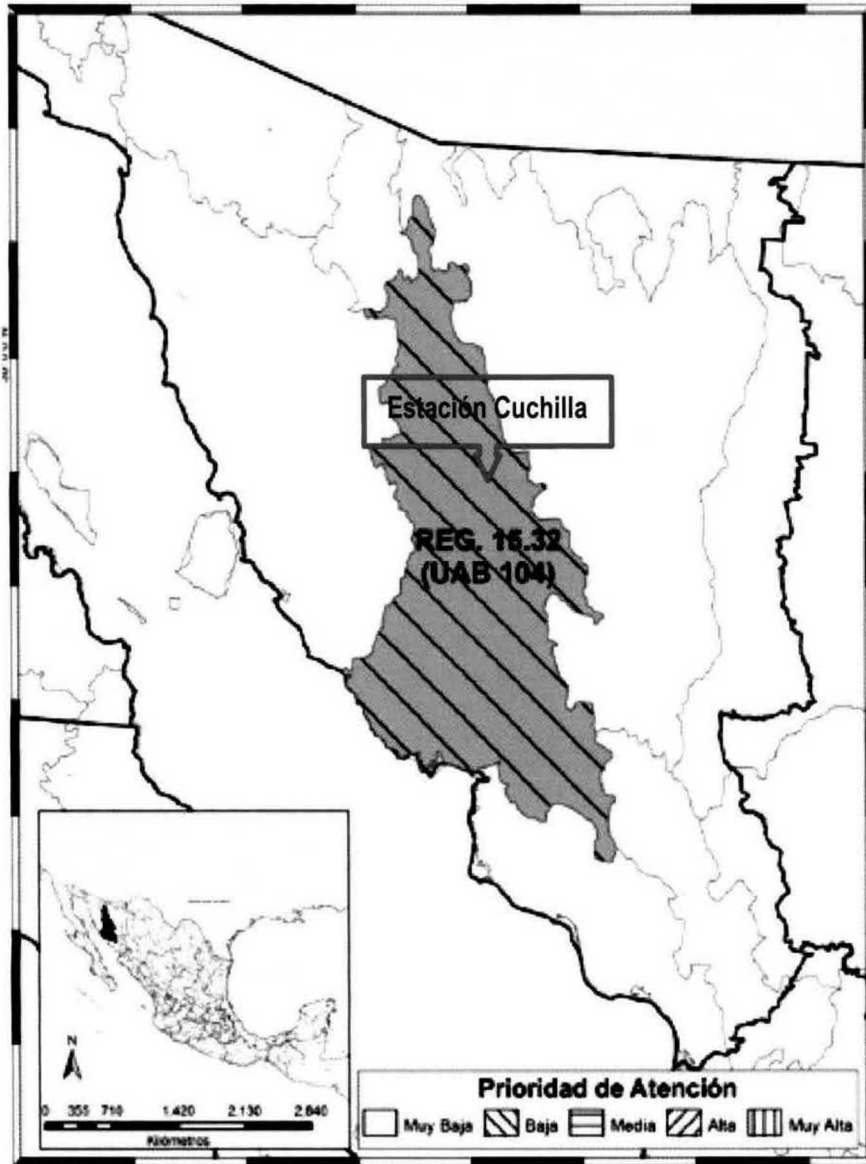 Estación Cuchilla
REG. 15.32
(UAB 104)
N
0 355 710 1.420 2.130 2.840
Kilómetros
Prioridad de Atención
Muy Baja Baja Media Alta Muy Alta